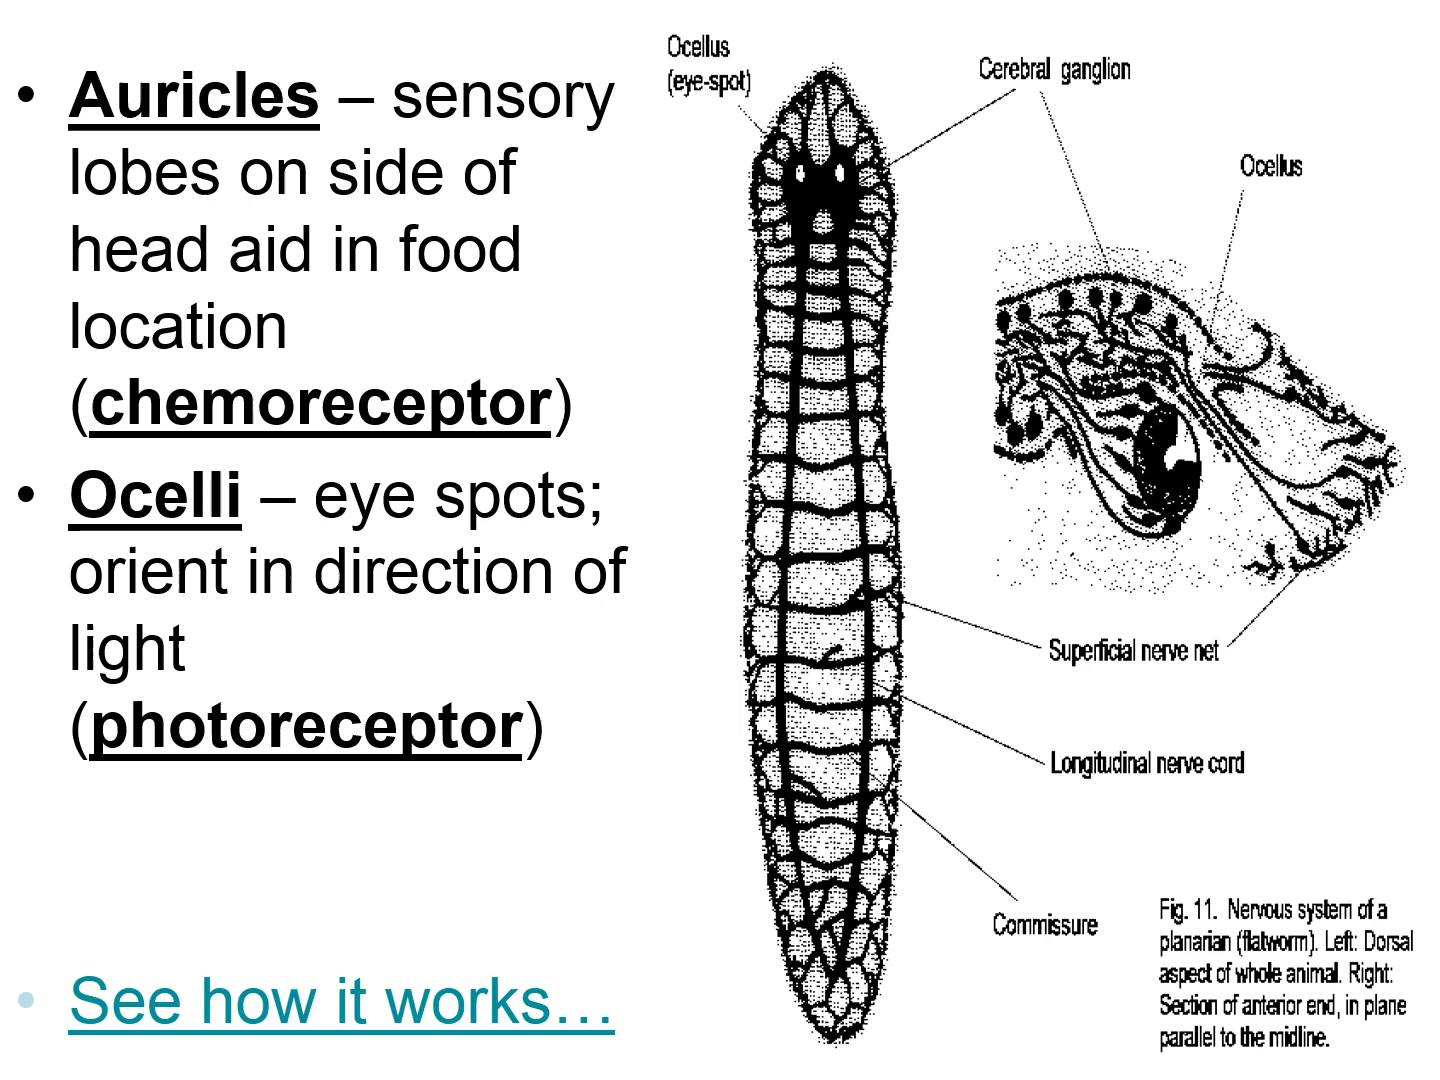 • Auricles – sensory
lobes on side of
head aid in food
location
(chemoreceptor)
• Ocelli – eye spots;
orient in direction of
light
(photoreceptor)
• See how it works…
Ocellus
(eye-spot)
Cerebral ganglion
Ocellus
Superficial nerve net
Longitudinal nerve cord
Commissure
Fig. 11. Nervous system of a
planarian (flatworm). Left: Dorsal
aspect of whole animal. Right:
Section of anterior end, in plane
parallel to the midline.